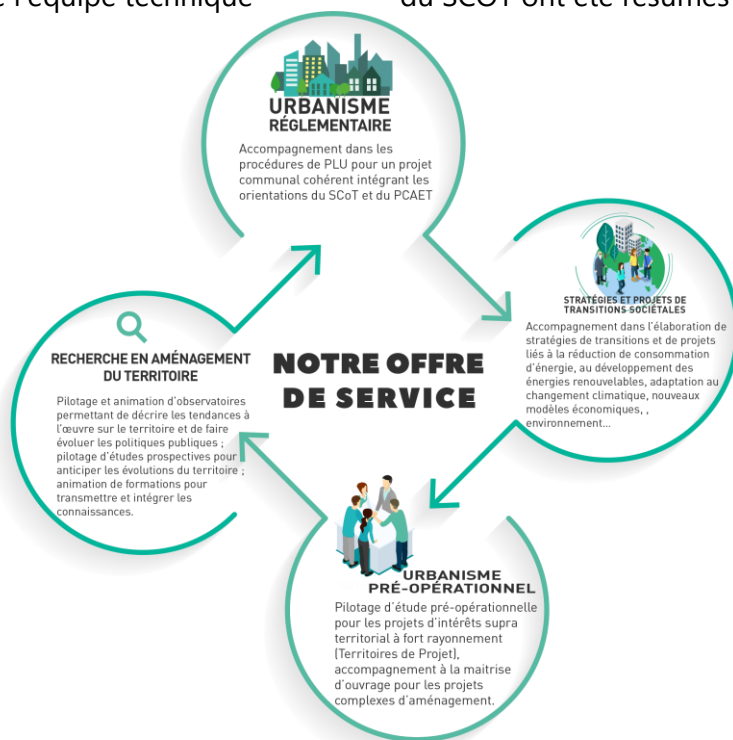 e l'équipe technique
du SCOT ont été résumés
URBANISME
RÉGLEMENTAIRE
Accompagnement dans les
procédures de PLU pour un projet
communal cohérent intégrant les
orientations du SCoT et du PCAET
STRATÉGIES ET PROJETS DE
TRANSITIONS SOCIÉTALES
Accompagnement dans l'élaboration de
stratégies de transitions et de projets
liés à la réduction de consommation
d'énergie, au développement des
énergies renouvelables, adaptation au
changement climatique, nouveaux
modèles économiques, ,
environnement...
NOTRE OFFRE
DE SERVICE
RECHERCHE EN AMÉNAGEMENT
DU TERRITOIRE
Pilotage et animation d'observatoires
permettant de décrire les tendances à
l'œuvre sur le territoire et de faire
évoluer les politiques publiques ;
pilotage d'études prospectives pour
anticiper les évolutions du territoire ;
animation de formations pour
transmettre et intégrer les
connaissances.
URBANISME
PRÉ-OPÉRATIONNEL
Pilotage d'étude pré-opérationnelle
pour les projets d'intérêts supra
territorial à fort rayonnement
(Territoires de Projet),
accompagnement à la maitrise
d'ouvrage pour les projets
complexes d'aménagement.